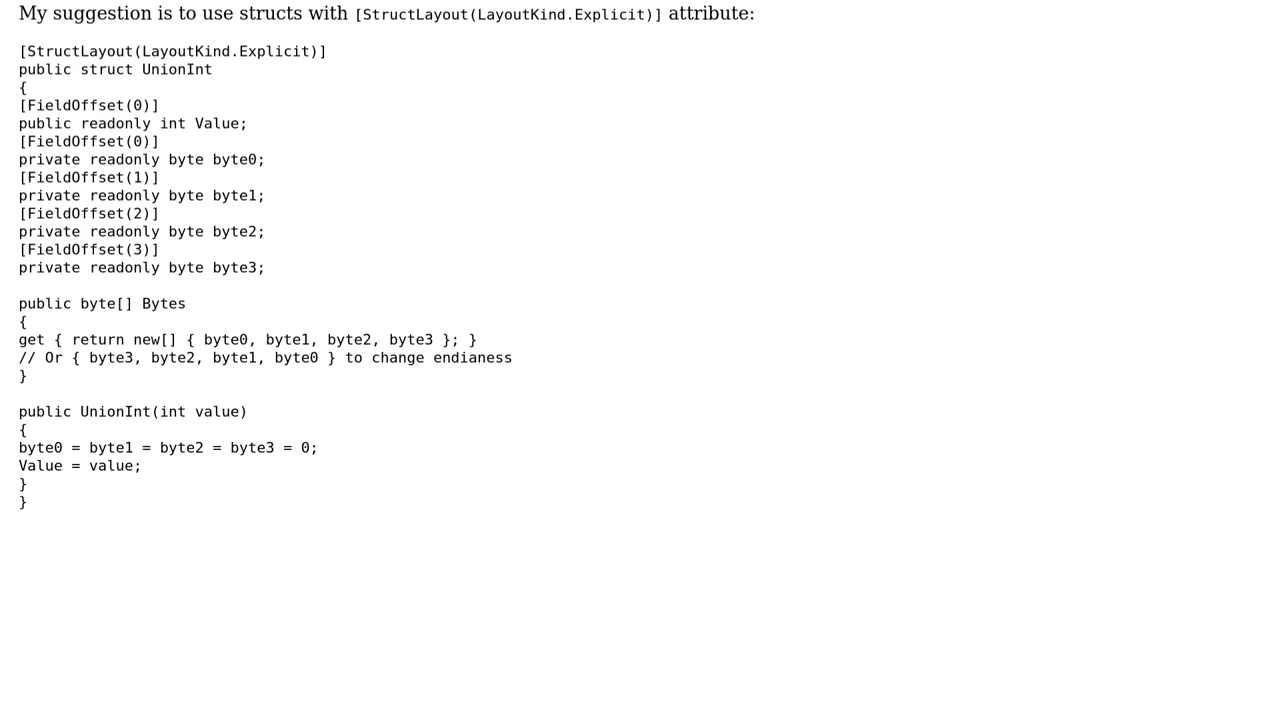 My suggestion is to use structs with [StructLayout(LayoutKind.Explicit)] attribute:
[StructLayout(LayoutKind.Explicit)]
public struct UnionInt
{
[FieldOffset(0)]
public readonly int Value;
[FieldOffset(0)]
private readonly byte byte0;
[FieldOffset(1)]
private readonly byte byte1;
[FieldOffset(2)]
private readonly byte byte2;
[FieldOffset(3)]
private readonly byte byte3;
public byte[] Bytes
{
get { return new[] { byte0, byte1, byte2, byte3 }; }
// Or { byte3, byte2, byte1, byte0 } to change endianess
}
public UnionInt(int value)
{
byte0 = byte1 = byte2 = byte3 = 0;
Value = value;
}
}